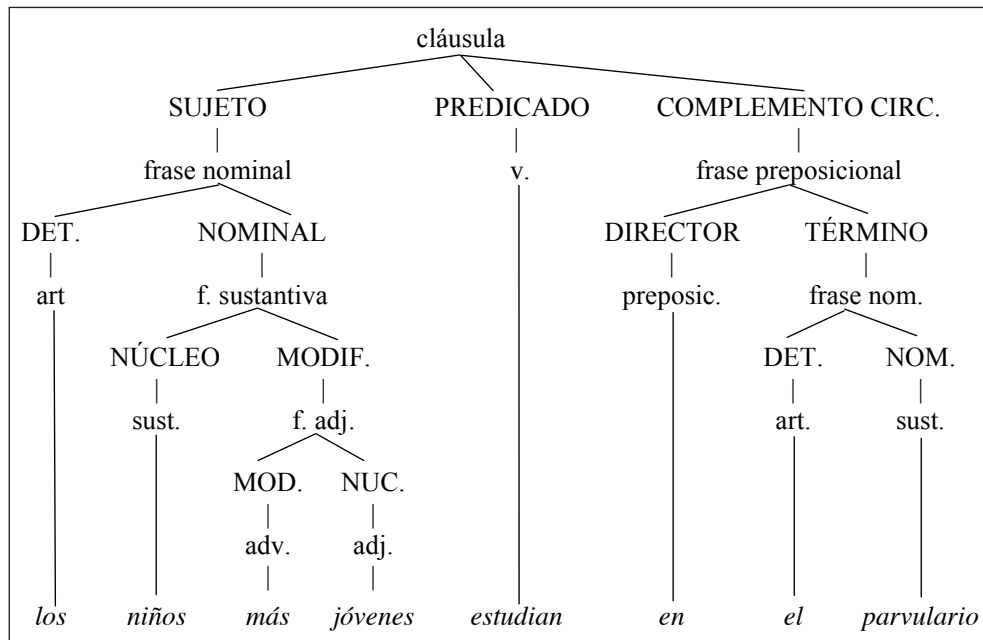 cláusula
SUJETO PREDICADO COMPLEMENTO CIRC.
frase nominal v. frase preposicional
DET. NOMINAL DIRECTOR TÉRMINO
art f. sustantiva preposic. frase nom.
NÚCLEO MODIF. DET. NOM.
sust. f. adj. art. sust.
MOD. NUC.
adv. adj.
los niños más jóvenes estudian en el parvulario